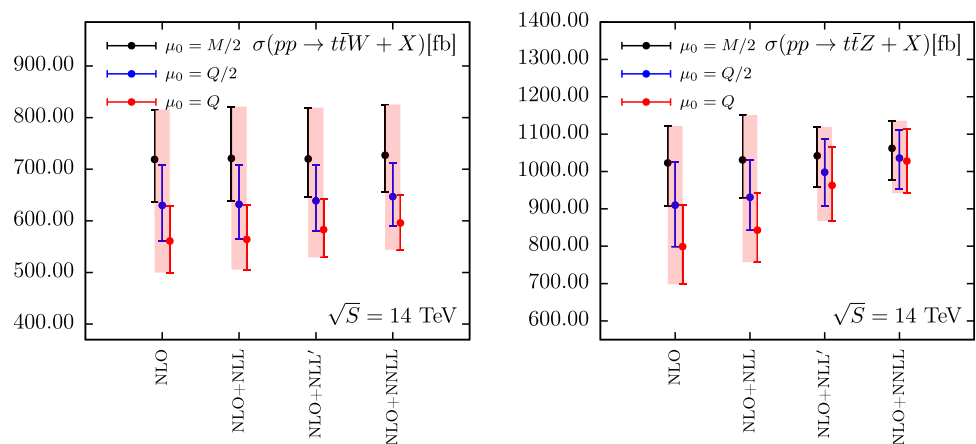 σ(pp → tt̄W + X)[fb]
μ₀ = M/2
μ₀ = Q/2
μ₀ = Q
900.00
800.00
700.00
600.00
500.00
400.00
√S = 14 TeV
NLO
NLO+NLL
NLO+NLL′
NLO+NNLL′
σ(pp → tt̄Z + X)[fb]
μ₀ = M/2
μ₀ = Q/2
μ₀ = Q
1400.00
1300.00
1200.00
1100.00
1000.00
900.00
800.00
700.00
600.00
√S = 14 TeV
NLO
NLO+NLL
NLO+NLL′
NLO+NNLL